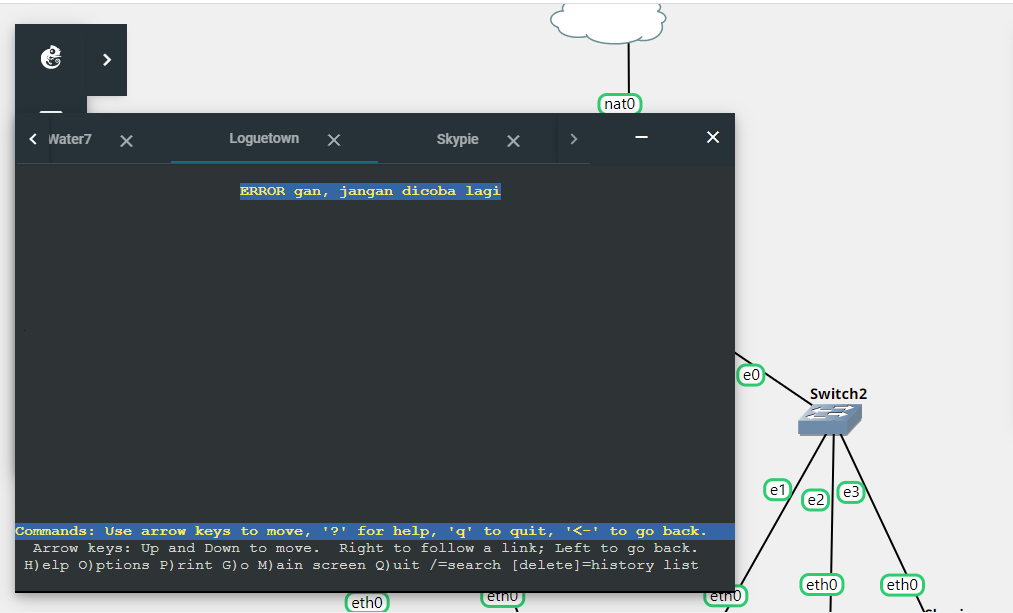 nat0
Water7
Loguetown
Skypie
ERROR gan, jangan dicoba lagi
e0
Switch2
e1
e2
e3
Commands: Use arrow keys to move, '?' for help, 'q' to quit, '<-' to go back.
Arrow keys: Up and Down to move. Right to follow a link; Left to go back.
H)elp O)ptions P)rint G)o M)ain screen Q)uit /=search [delete]=history list
eth0
eth0
eth0
eth0
eth0